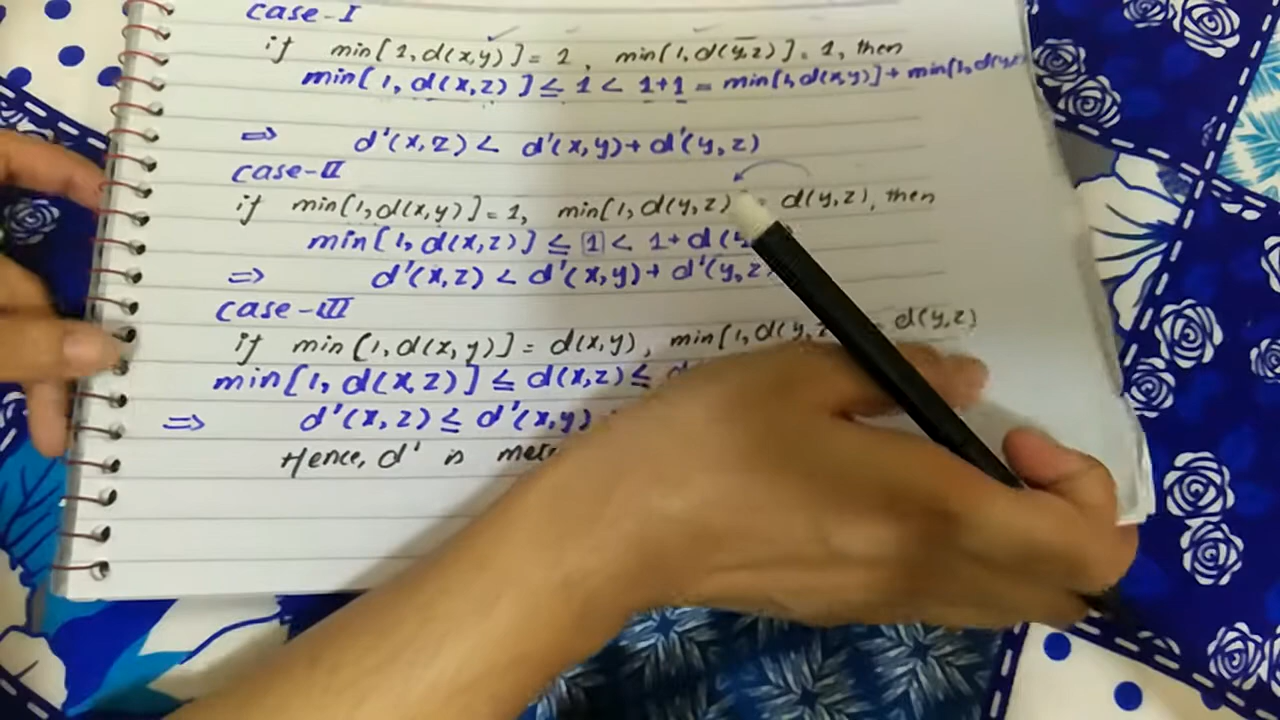 case-I
if min[1,d(x,y)]=1, min[1,d(y,z)]=1, then
min[1,d(x,z)] ≤ 1 < 1+1 = min[1,d(x,y)] + min[1,d(y,z)
⇒ d'(x,z) < d'(x,y)+d'(y,z)
case-II
if min[1,d(x,y)]=1, min[1,d(y,z) = d(y,z), then
min[1,d(x,z)] ≤ 1 < 1+d(
⇒ d'(x,z) < d'(x,y)+d'(y,z
case-III
if min[1,d(x,y)]=d(x,y), min[1,d(y,z d(y,z)
min[1,d(x,z)] ≤ d(x,z) ≤
⇒ d'(x,z) ≤ d'(x,y)
Hence, d' is